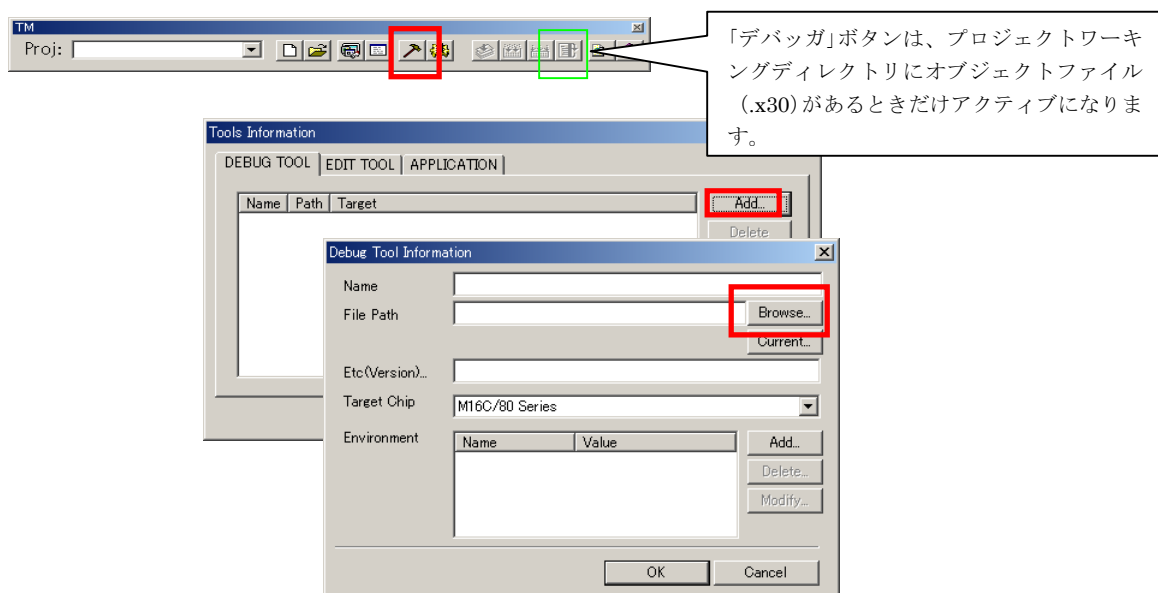 TM
Proj:
「デバッガ」ボタンは、プロジェクトワーキ
ングディレクトリにオブジェクトファイル
(.x30)があるときだけアクティブになりま
す。
Tools Information
DEBUG TOOL
EDIT TOOL
APPLICATION
Name Path Target
Add...
Delete
Debug Tool Information
Name
File Path
Browse...
Current...
Etc(Version)...
Target Chip
M16C/80 Series
Environment
Name Value
Add...
Delete...
Modify...
OK
Cancel